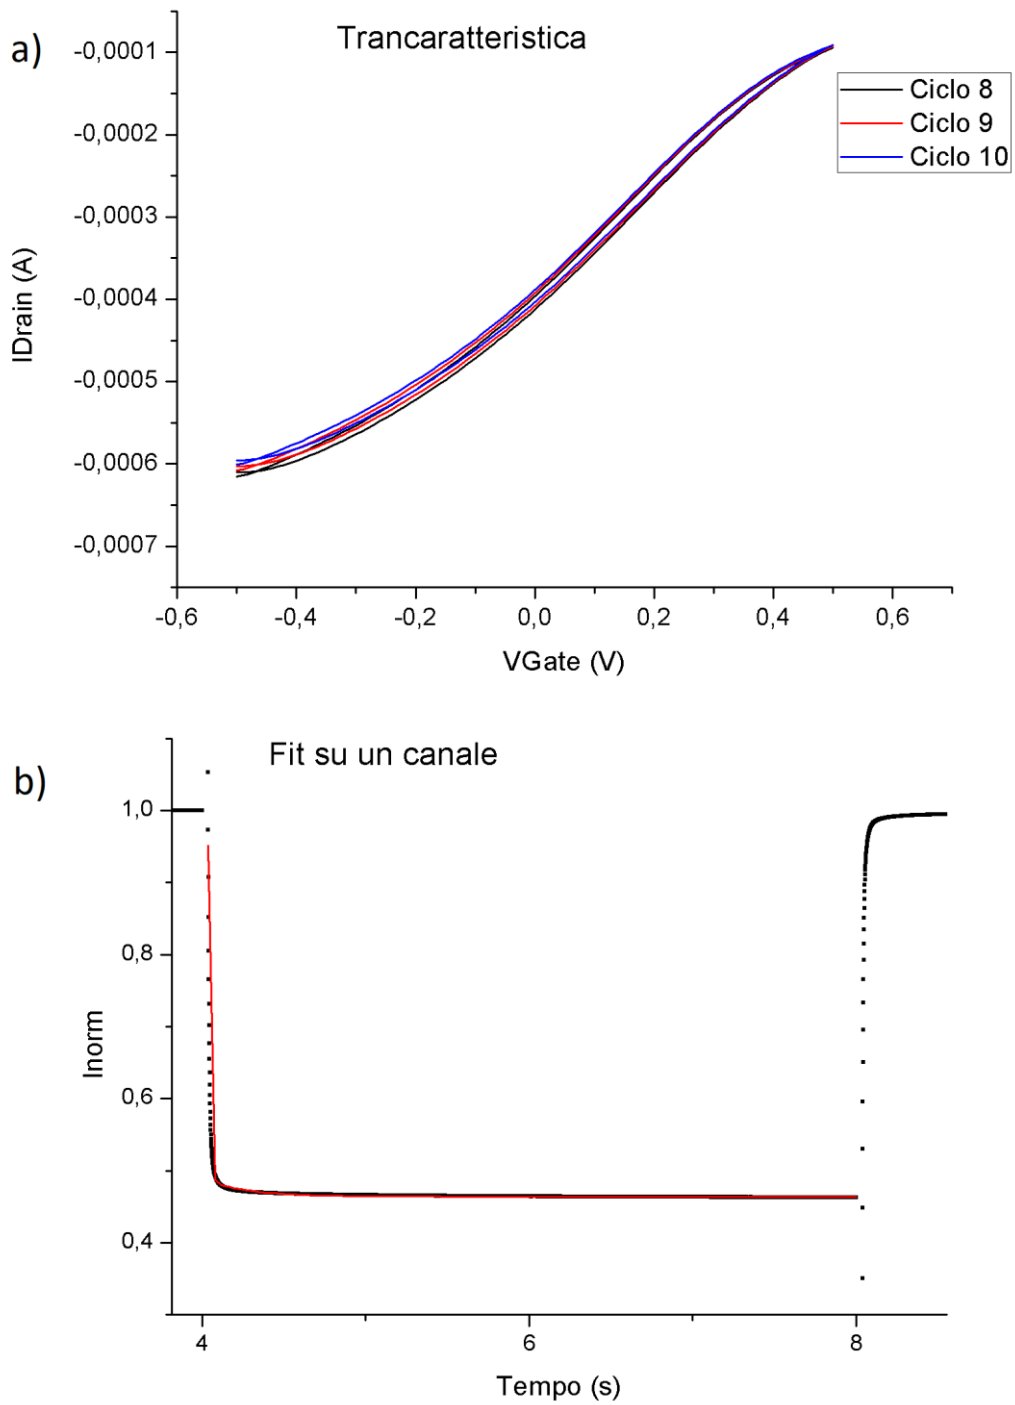 a)
Trancaratteristica
-0,0001
-0,0002
-0,0003
-0,0004
-0,0005
-0,0006
-0,0007
IDrain (A)
Ciclo 8
Ciclo 9
Ciclo 10
-0,6 -0,4 -0,2 0,0 0,2 0,4 0,6
VGate (V)
b)
Fit su un canale
1,0
0,8
0,6
0,4
Inorm
4 6 8
Tempo (s)